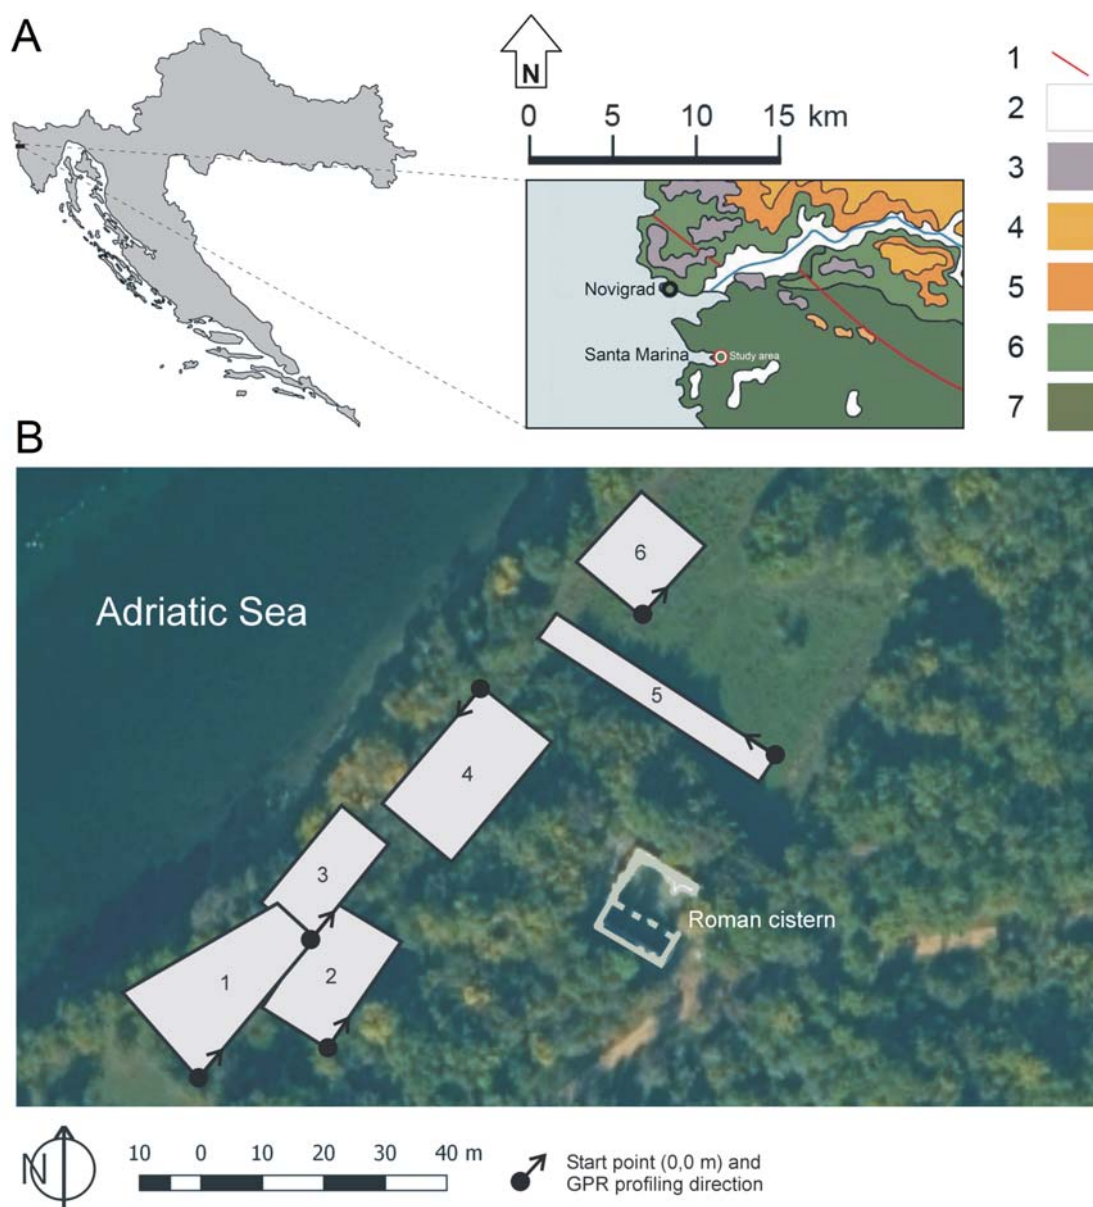 A
N
0 5 10 15 km
1
2
3
4
5
6
7
Novigrad
Santa Marina
Study area
B
Adriatic Sea
6
5
4
3
2
1
Roman cistern
N
10 0 10 20 30 40 m
Start point (0,0 m) and
GPR profiling direction